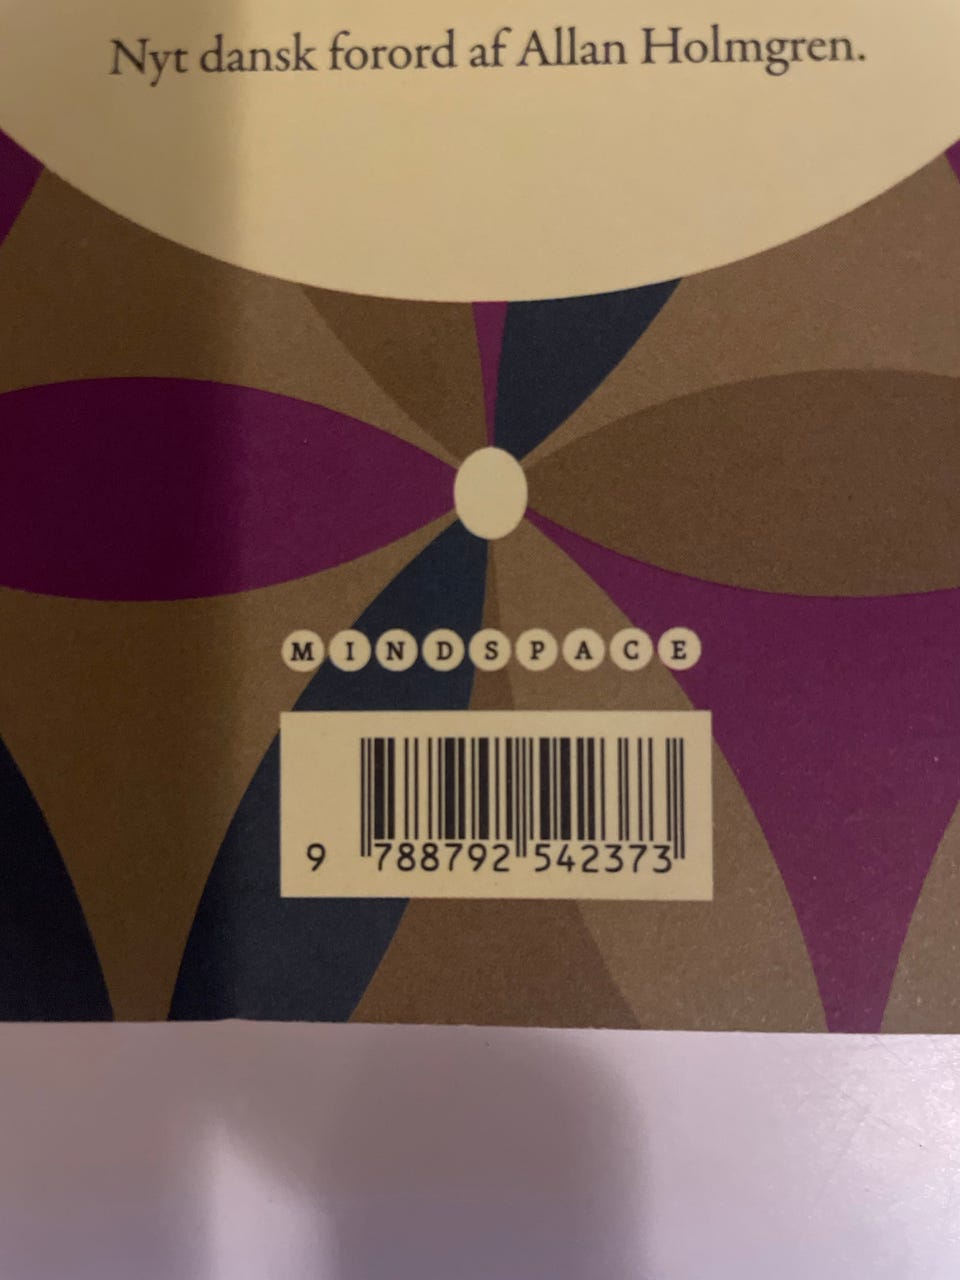 Nyt dansk forord af Allan Holmgren.
MINDSPACE
9 788792 542373